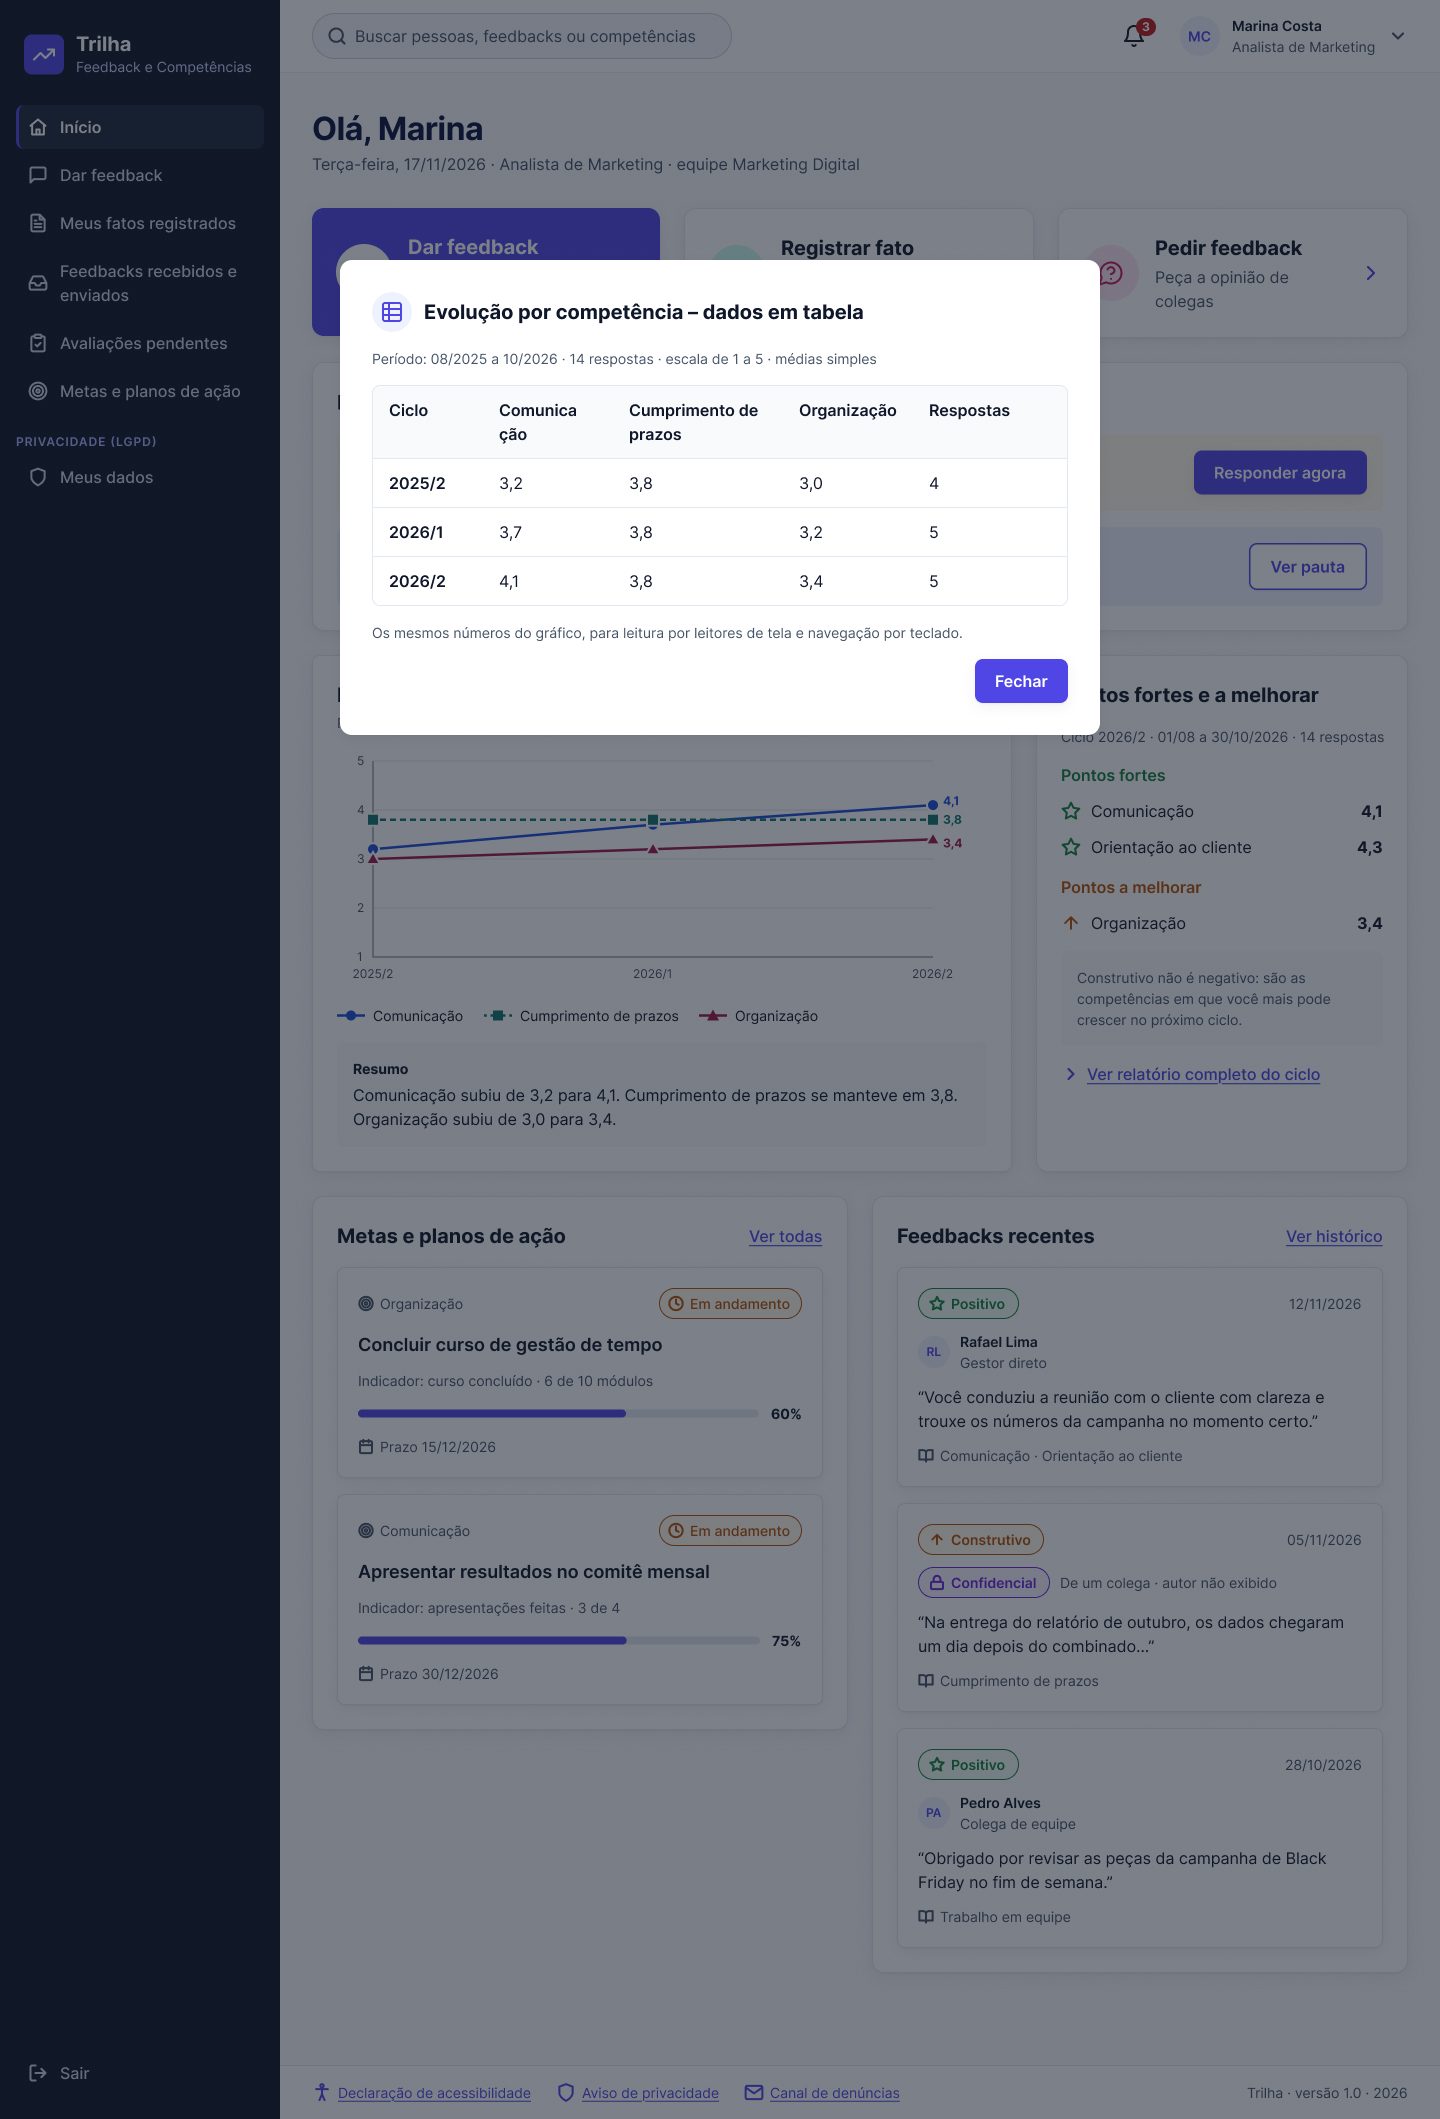 Trilha
Feedback e Competências
Início
Dar feedback
Meus fatos registrados
Feedbacks recebidos e
enviados
Avaliações pendentes
Metas e planos de ação
PRIVACIDADE (LGPD)
Meus dados
Sair
Buscar pessoas, feedbacks ou competências
3
MC
Marina Costa
Analista de Marketing
Olá, Marina
Terça-feira, 17/11/2026 · Analista de Marketing · equipe Marketing Digital
Dar feedback
Registrar fato
Pedir feedback
Peça a opinião de
colegas
Evolução por competência – dados em tabela
Período: 08/2025 a 10/2026 · 14 respostas · escala de 1 a 5 · médias simples
Ciclo Comunica
ção Cumprimento de
prazos Organização Respostas
2025/2 3,2 3,8 3,0 4
2026/1 3,7 3,8 3,2 5
2026/2 4,1 3,8 3,4 5
Os mesmos números do gráfico, para leitura por leitores de tela e navegação por teclado.
Fechar
Responder agora
Ver pauta
5
4
3
2
1
2025/2 2026/1 2026/2
4,1
3,8
3,4
Comunicação Cumprimento de prazos Organização
Resumo
Comunicação subiu de 3,2 para 4,1. Cumprimento de prazos se manteve em 3,8.
Organização subiu de 3,0 para 3,4.
tos fortes e a melhorar
Ciclo 2026/2 · 01/08 a 30/10/2026 · 14 respostas
Pontos fortes
Comunicação 4,1
Orientação ao cliente 4,3
Pontos a melhorar
Organização 3,4
Construtivo não é negativo: são as
competências em que você mais pode
crescer no próximo ciclo.
Ver relatório completo do ciclo
Metas e planos de ação Ver todas
Organização Em andamento
Concluir curso de gestão de tempo
Indicador: curso concluído · 6 de 10 módulos
60%
Prazo 15/12/2026
Comunicação Em andamento
Apresentar resultados no comitê mensal
Indicador: apresentações feitas · 3 de 4
75%
Prazo 30/12/2026
Feedbacks recentes Ver histórico
Positivo 12/11/2026
RL
Rafael Lima
Gestor direto
“Você conduziu a reunião com o cliente com clareza e
trouxe os números da campanha no momento certo.”
Comunicação · Orientação ao cliente
Construtivo 05/11/2026
Confidencial De um colega · autor não exibido
“Na entrega do relatório de outubro, os dados chegaram
um dia depois do combinado...”
Cumprimento de prazos
Positivo 28/10/2026
PA
Pedro Alves
Colega de equipe
“Obrigado por revisar as peças da campanha de Black
Friday no fim de semana.”
Trabalho em equipe
Declaração de acessibilidade Aviso de privacidade Canal de denúncias Trilha · versão 1.0 · 2026